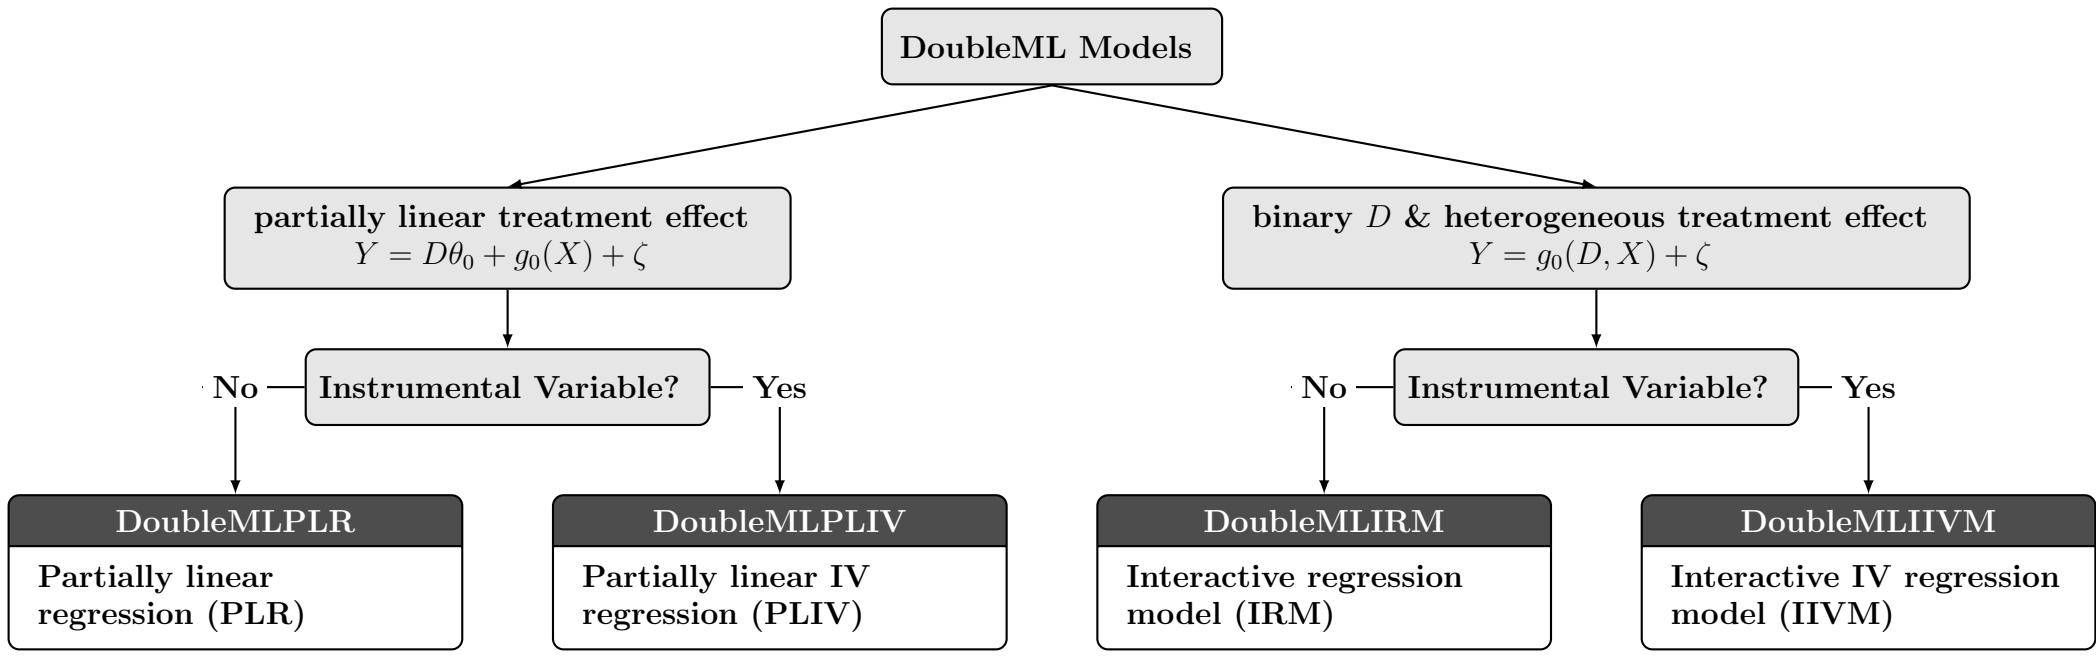 DoubleML Models
partially linear treatment effect
Y = Dθ₀ + g₀(X) + ζ
binary D & heterogeneous treatment effect
Y = g₀(D, X) + ζ
No
Instrumental Variable?
Yes
No
Instrumental Variable?
Yes
DoubleMLPLR
Partially linear
regression (PLR)
DoubleMLPLIV
Partially linear IV
regression (PLIV)
DoubleMLIRM
Interactive regression
model (IRM)
DoubleMLIIVM
Interactive IV regression
model (IIVM)